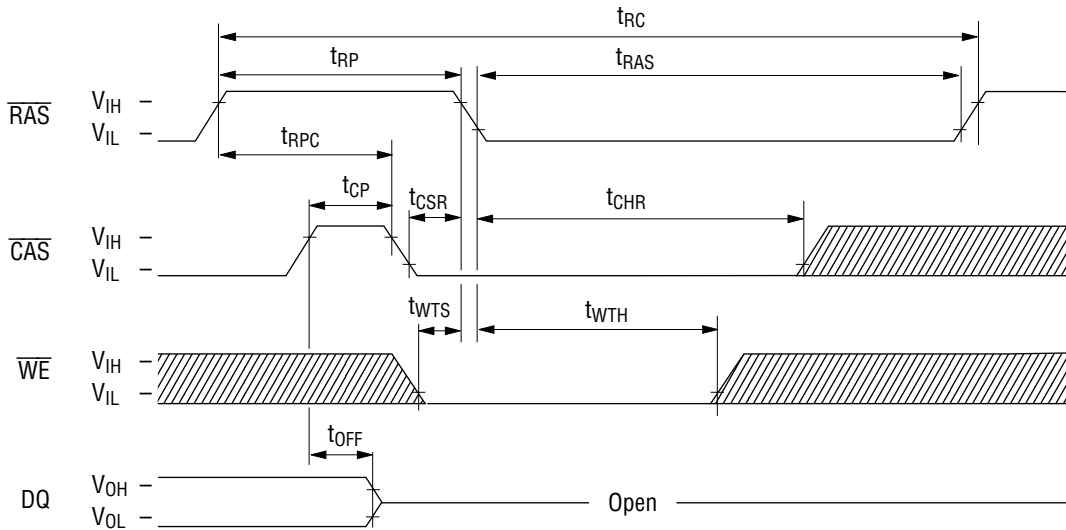 tRC
tRP
tRAS
RAS
VIH
VIL
tRPC
tCP
tCSR
tCHR
CAS
VIH
VIL
tWTS
tWTH
WE
VIH
VIL
tOFF
DQ
VOH
VOL
Open